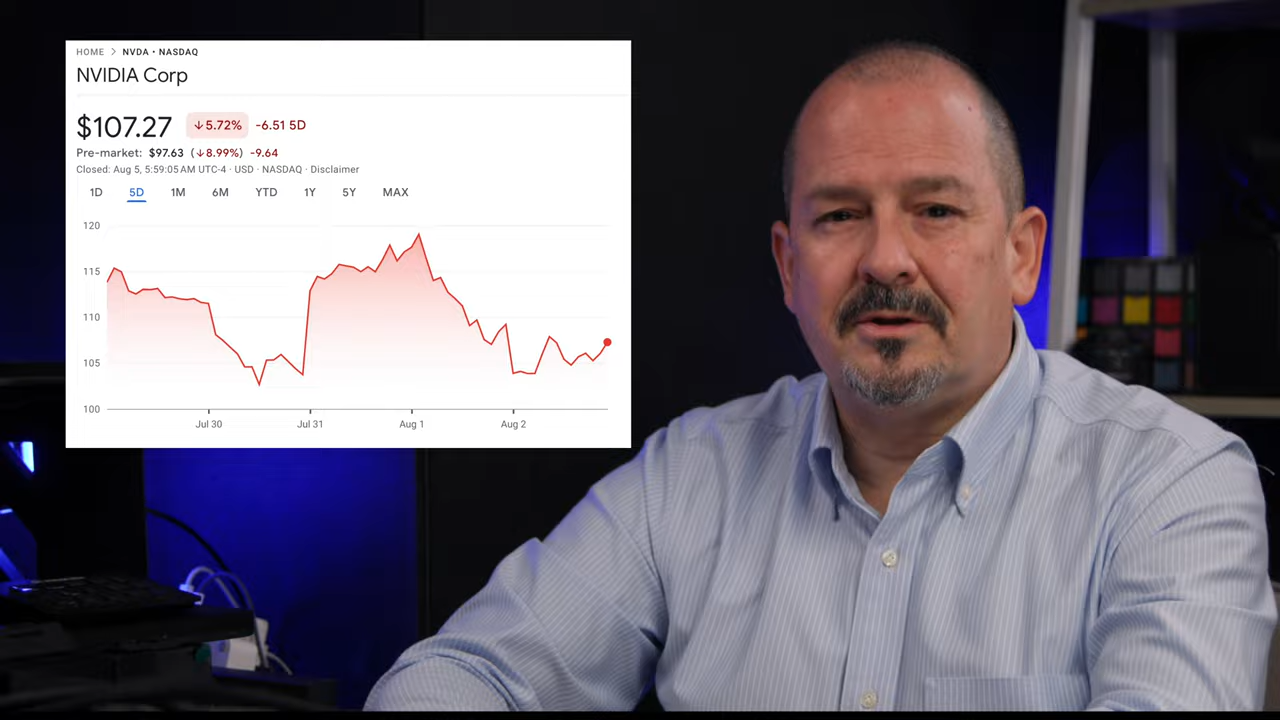 HOME > NVDA • NASDAQ
NVIDIA Corp
$107.27 ↓5.72% -6.51 5D
Pre-market: $97.63 (↓8.99%) -9.64
Closed: Aug 5, 5:59:05 AM UTC-4 · USD · NASDAQ · Disclaimer
1D 5D 1M 6M YTD 1Y 5Y MAX
120
115
110
105
100
Jul 30 Jul 31 Aug 1 Aug 2